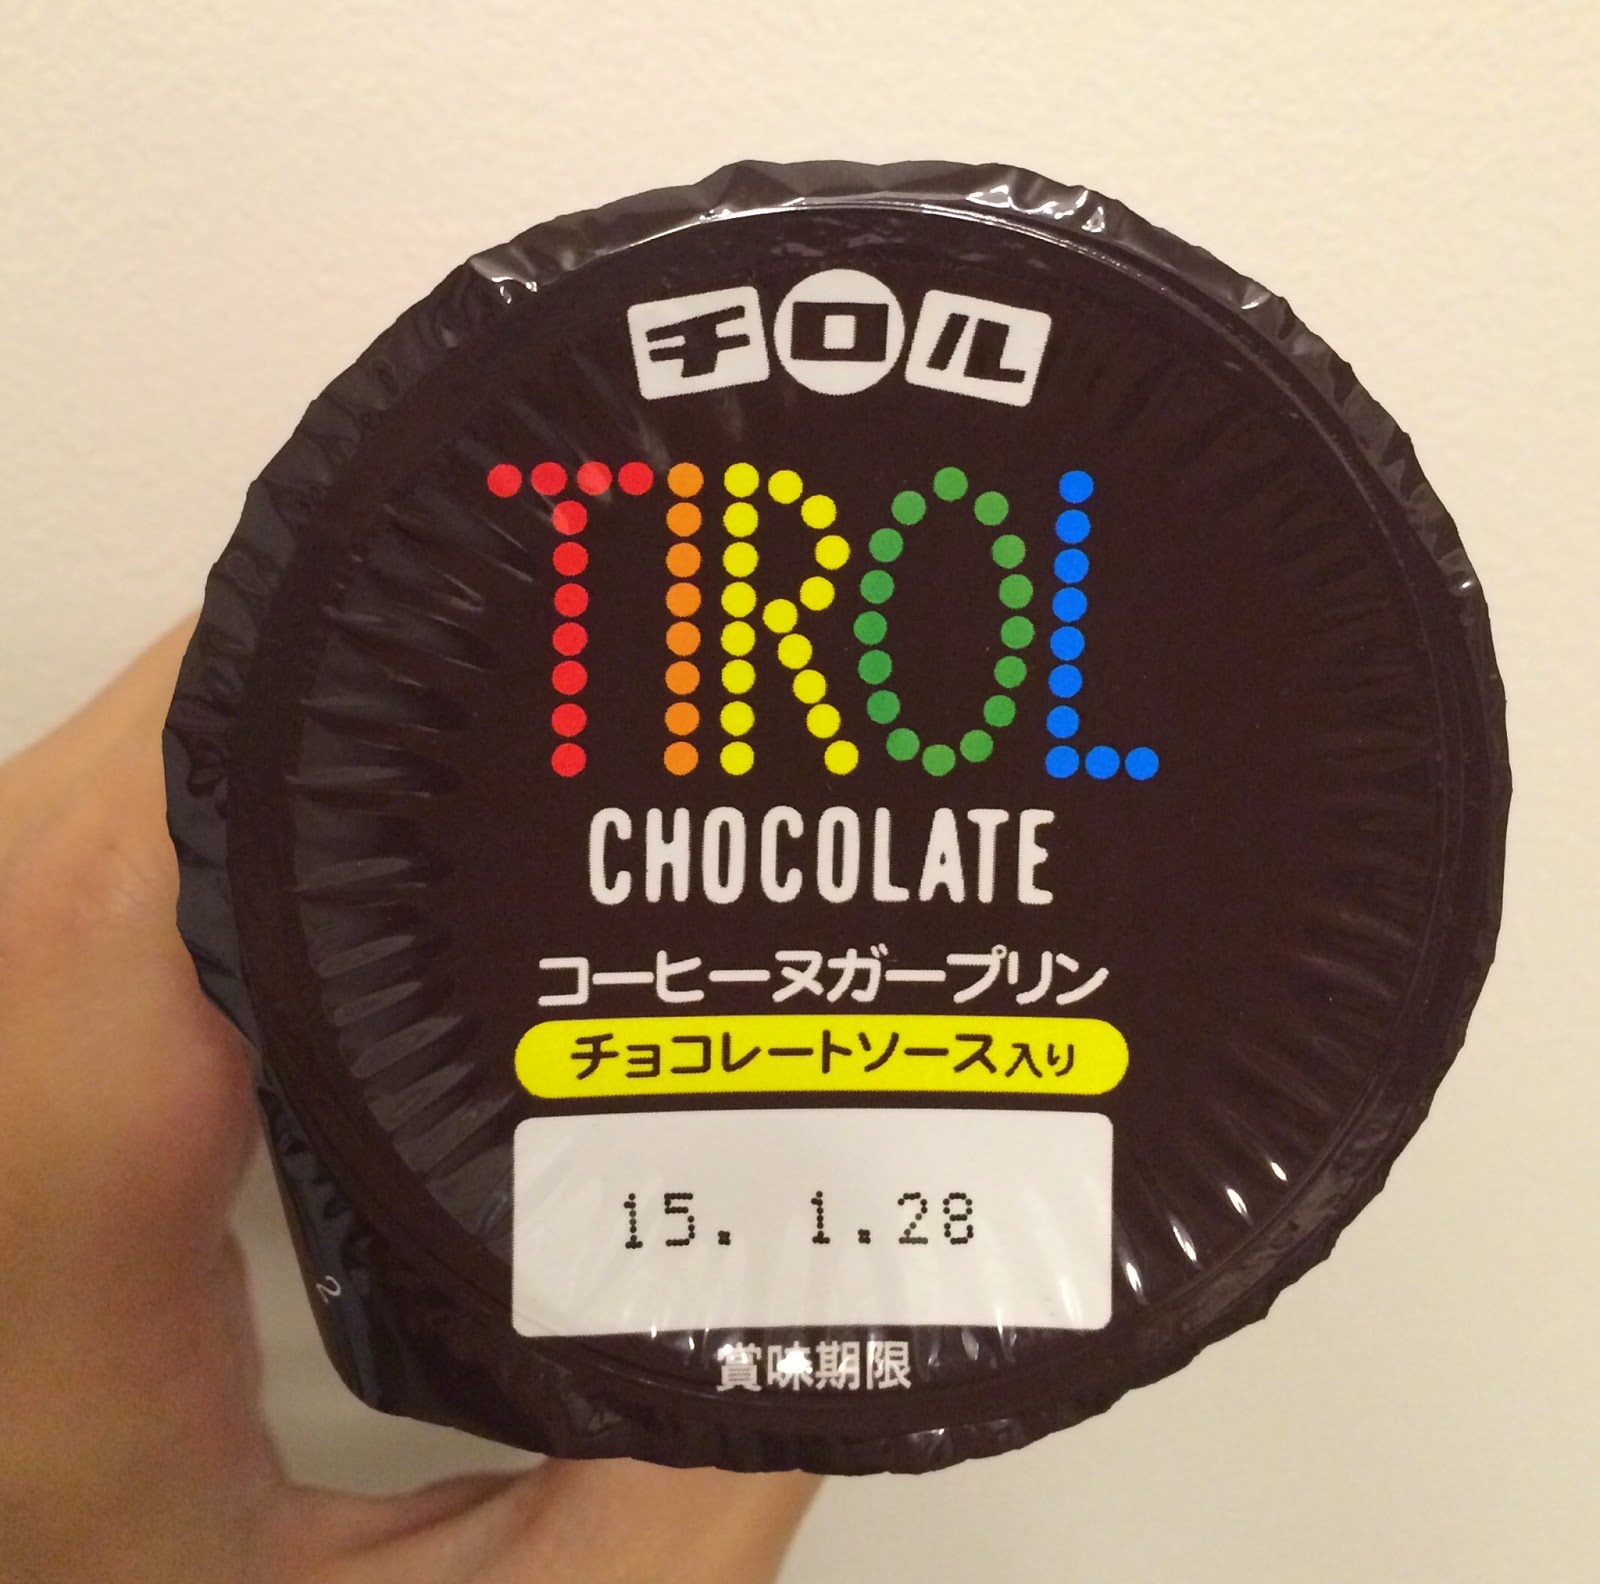 チロル
TIROL
CHOCOLATE
コーヒーヌガープリン
チョコレートソース入り
15. 1.28
賞味期限
2